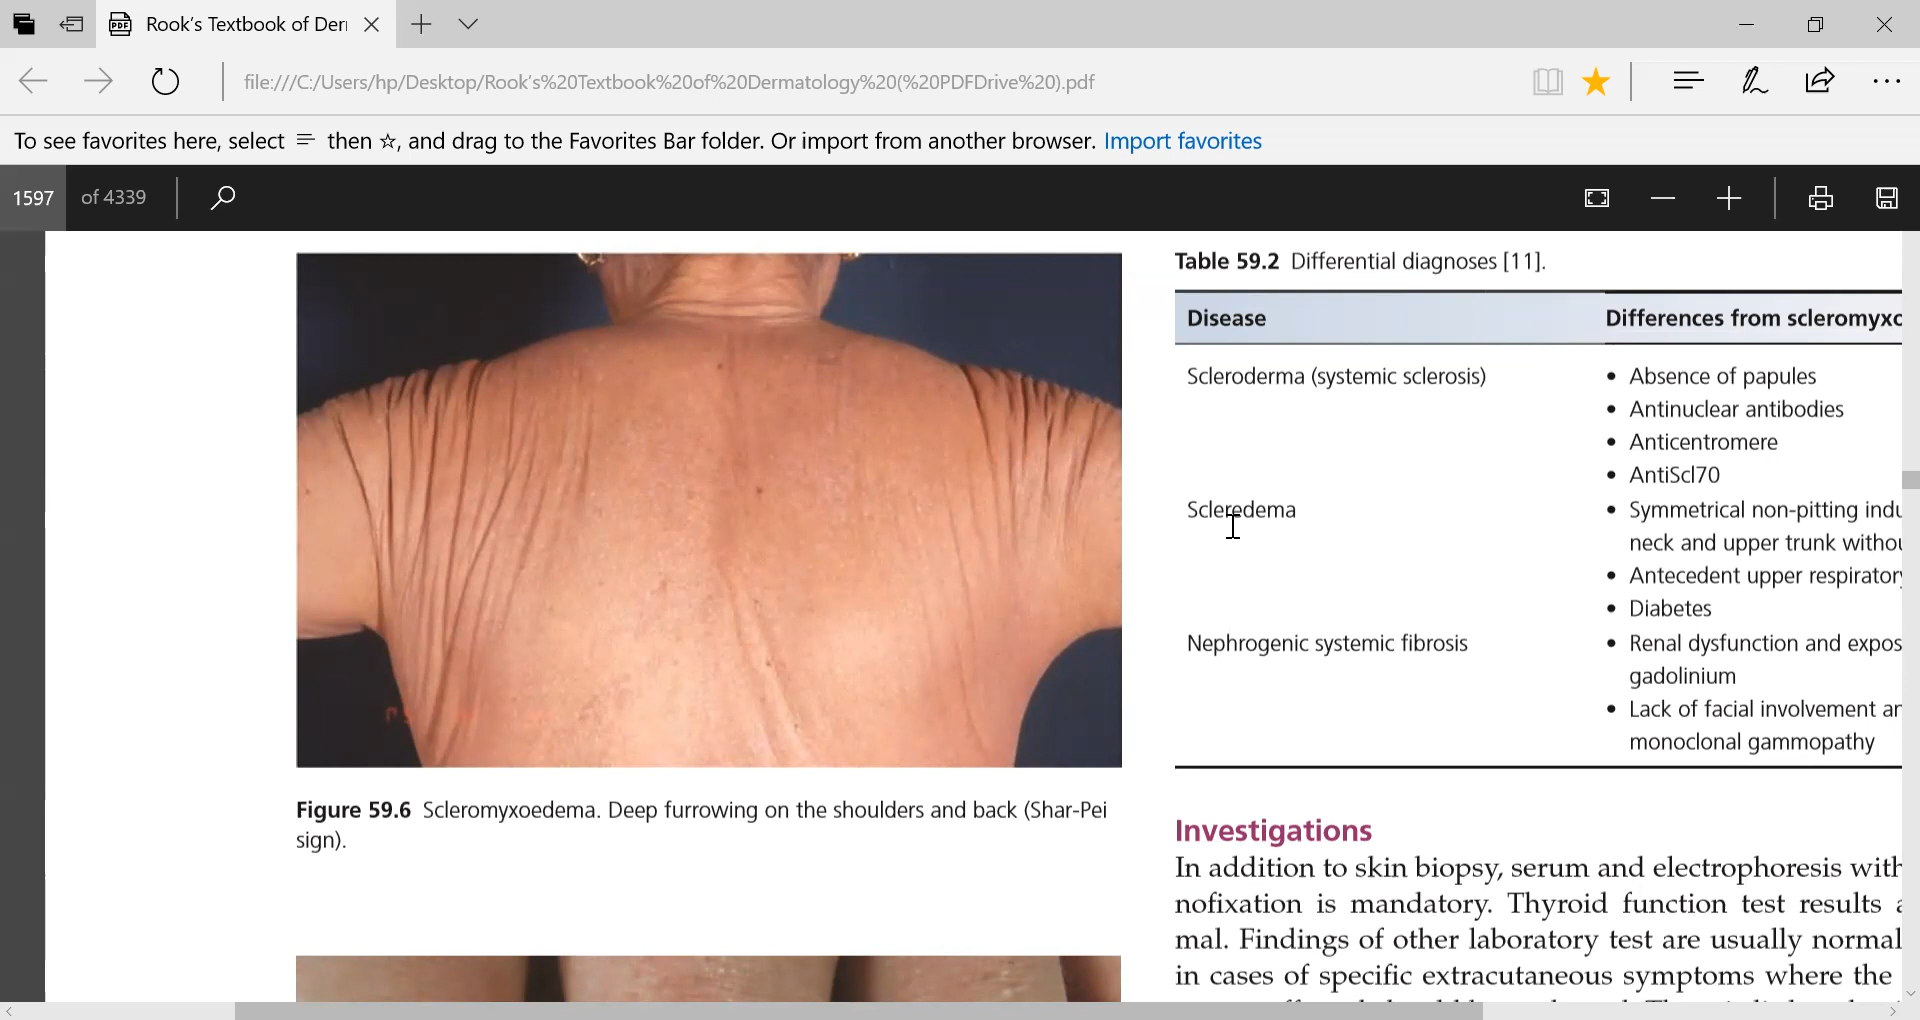 Rook's Textbook of Der
file:///C:/Users/hp/Desktop/Rook's%20Textbook%20of%20Dermatology%20(%20PDFDrive%20).pdf
To see favorites here, select then , and drag to the Favorites Bar folder. Or import from another browser. Import favorites
1597 of 4339
Figure 59.6 Scleromyxoedema. Deep furrowing on the shoulders and back (Shar-Pei
sign).
Table 59.2 Differential diagnoses [11].
Disease Differences from scleromyxo
Scleroderma (systemic sclerosis) • Absence of papules
• Antinuclear antibodies
• Anticentromere
• AntiScl70
Scleredema • Symmetrical non-pitting indu
neck and upper trunk withou
• Antecedent upper respiratory
• Diabetes
Nephrogenic systemic fibrosis • Renal dysfunction and expos
gadolinium
• Lack of facial involvement an
monoclonal gammopathy
Investigations
In addition to skin biopsy, serum and electrophoresis with
nofixation is mandatory. Thyroid function test results
mal. Findings of other laboratory test are usually normal
in cases of specific extracutaneous symptoms where the